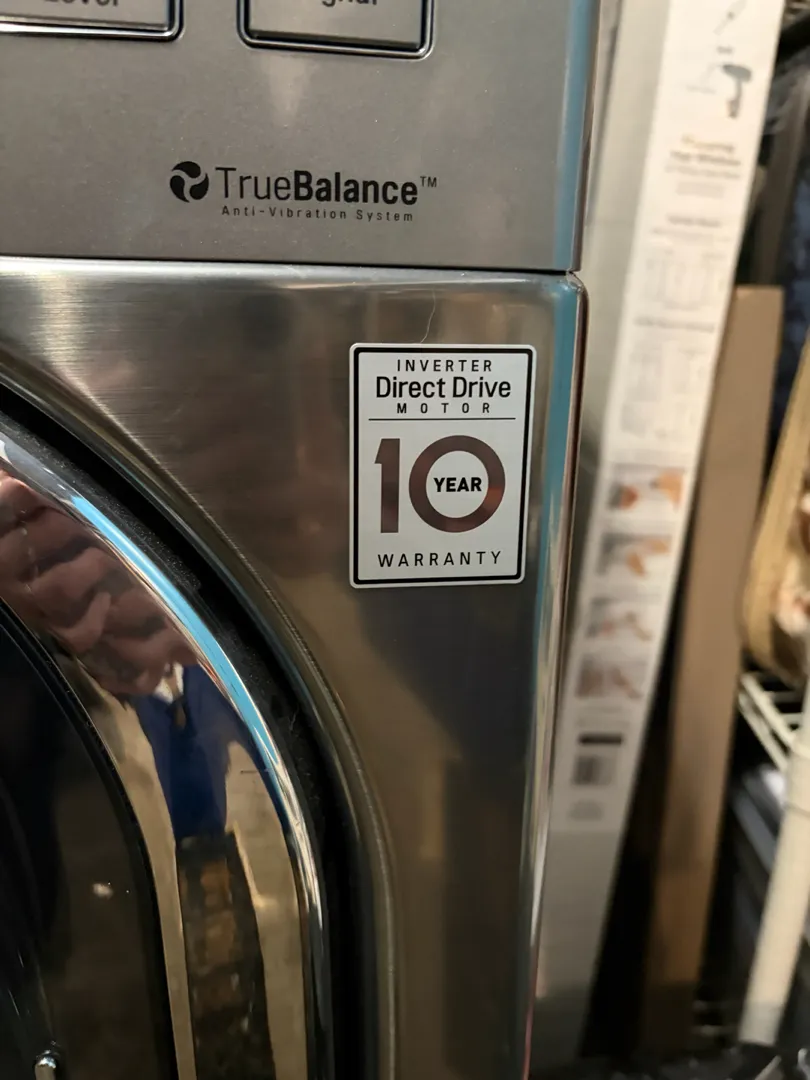 TrueBalance™
Anti-Vibration System
INVERTER
Direct Drive
MOTOR
10
YEAR
WARRANTY